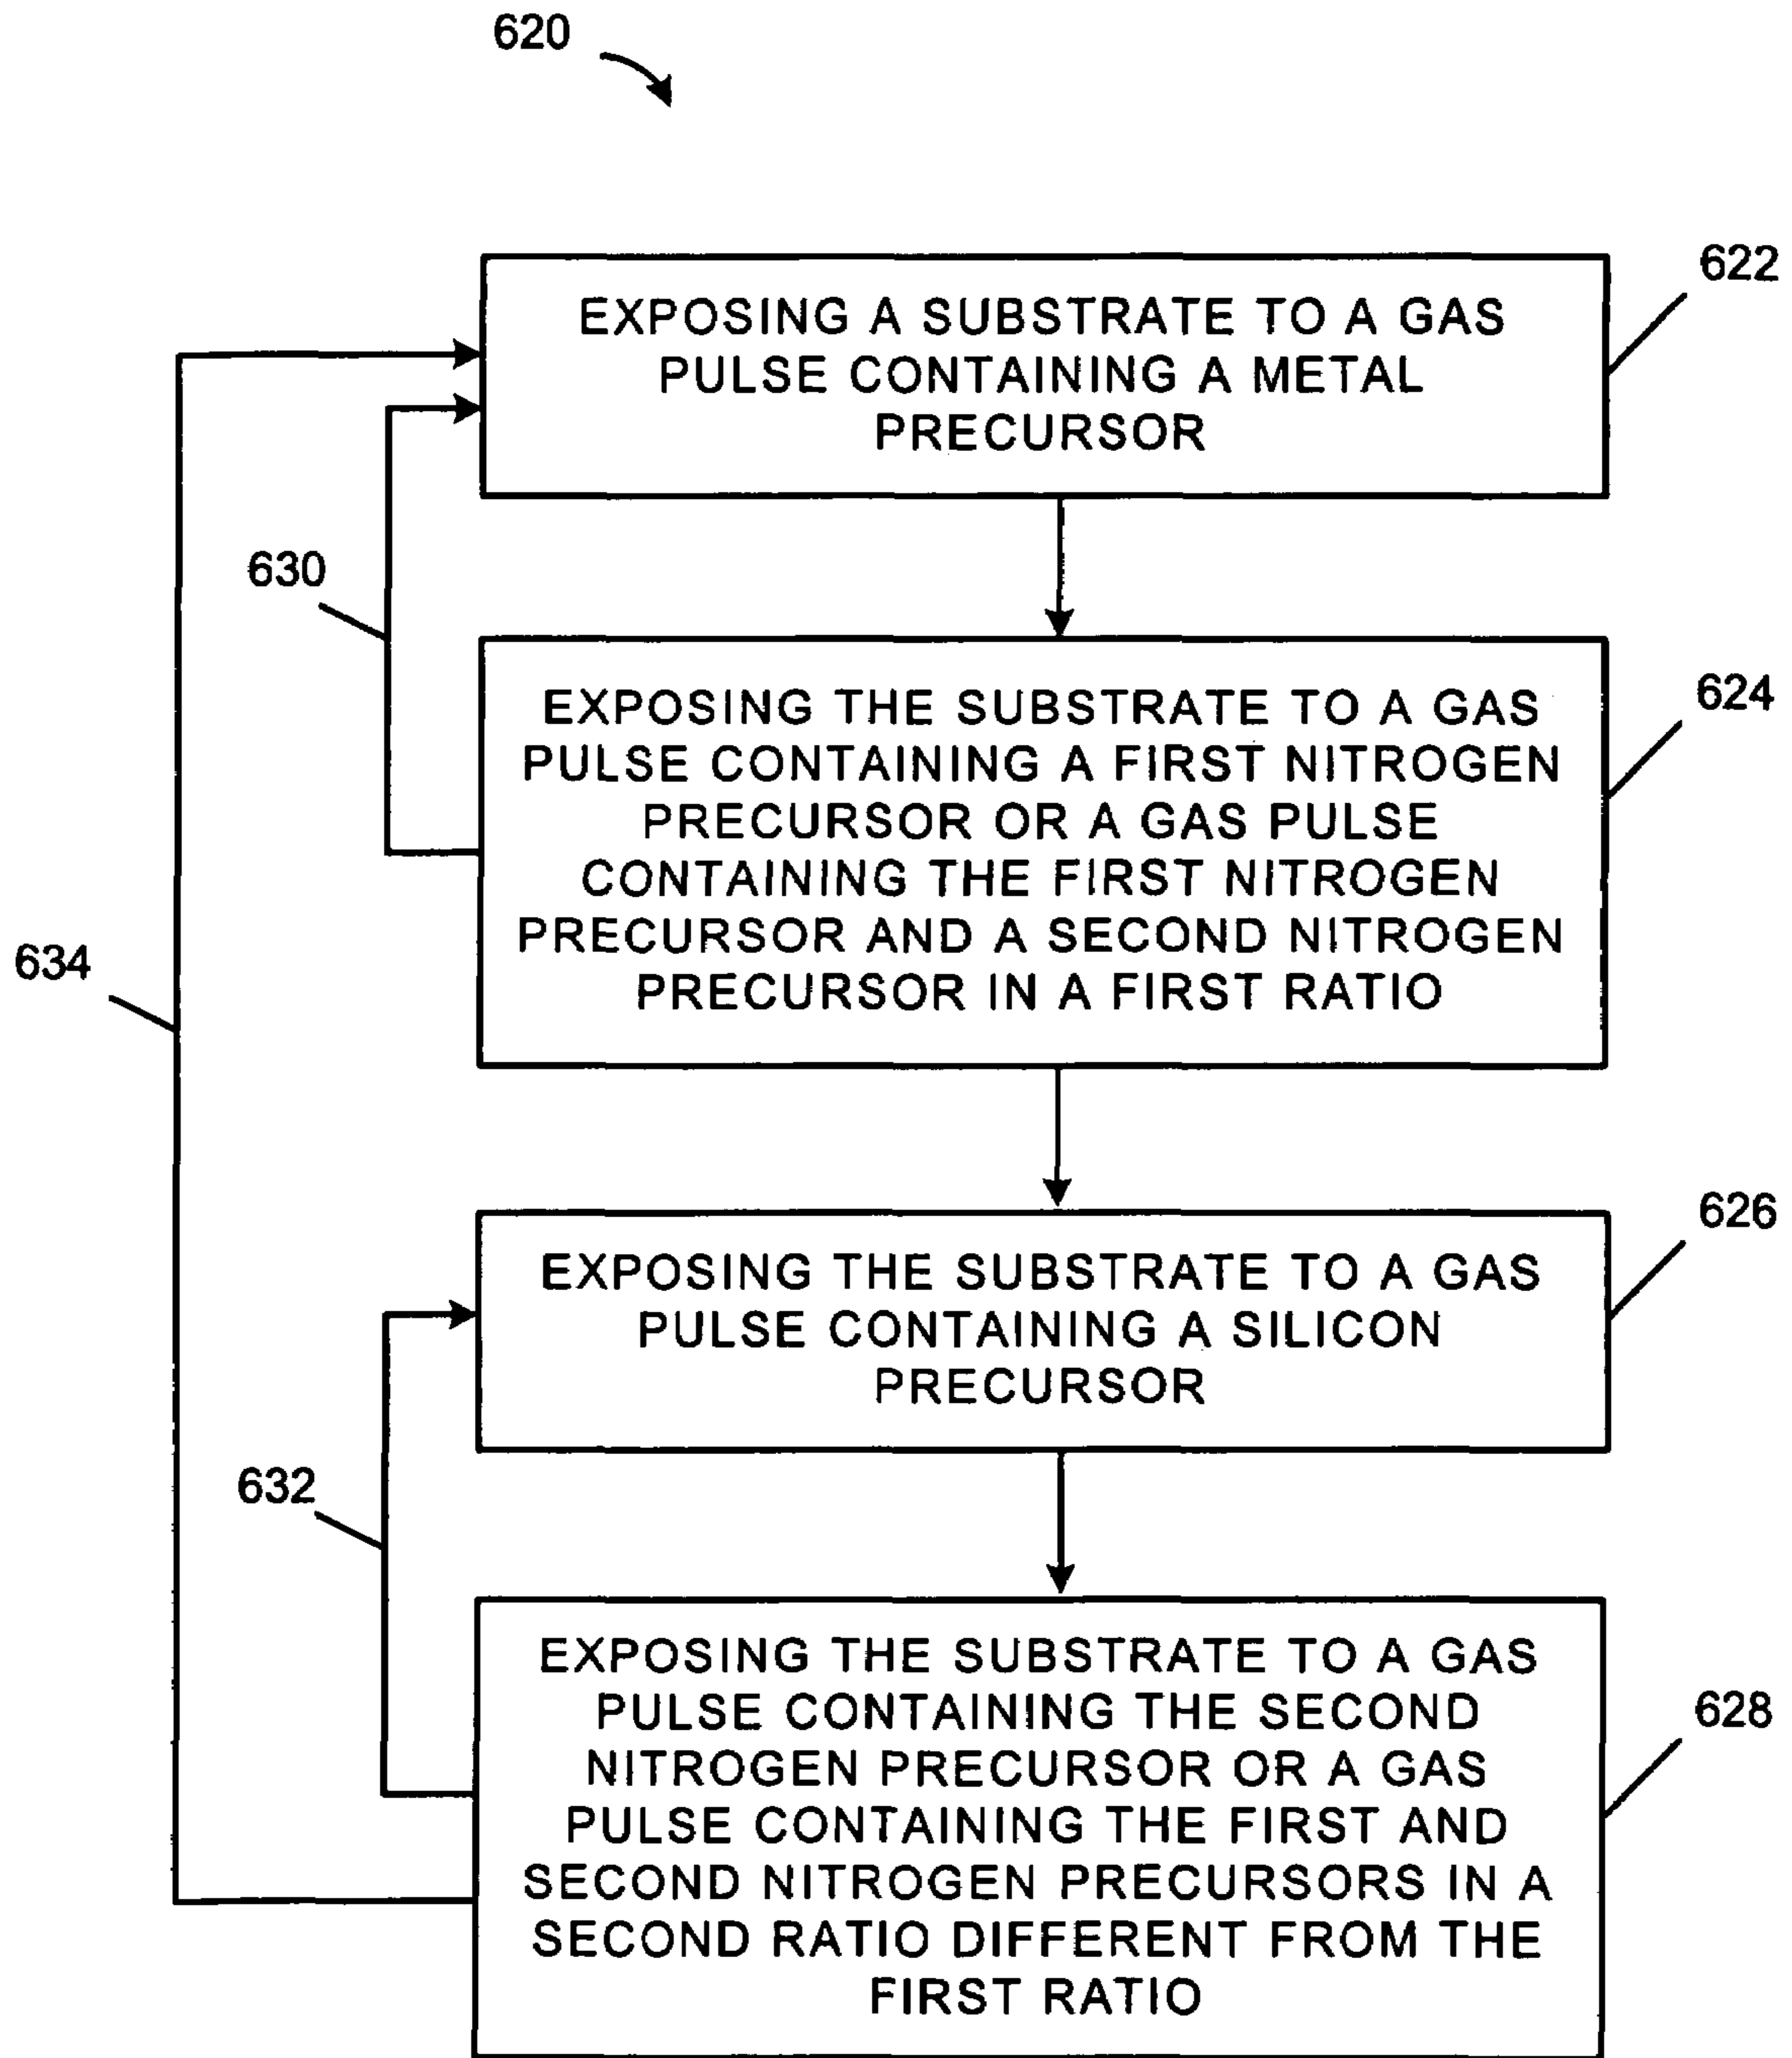 620
622
EXPOSING A SUBSTRATE TO A GAS
PULSE CONTAINING A METAL
PRECURSOR
630
624
EXPOSING THE SUBSTRATE TO A GAS
PULSE CONTAINING A FIRST NITROGEN
PRECURSOR OR A GAS PULSE
CONTAINING THE FIRST NITROGEN
PRECURSOR AND A SECOND NITROGEN
PRECURSOR IN A FIRST RATIO
634
626
EXPOSING THE SUBSTRATE TO A GAS
PULSE CONTAINING A SILICON
PRECURSOR
632
628
EXPOSING THE SUBSTRATE TO A GAS
PULSE CONTAINING THE SECOND
NITROGEN PRECURSOR OR A GAS
PULSE CONTAINING THE FIRST AND
SECOND NITROGEN PRECURSORS IN A
SECOND RATIO DIFFERENT FROM THE
FIRST RATIO